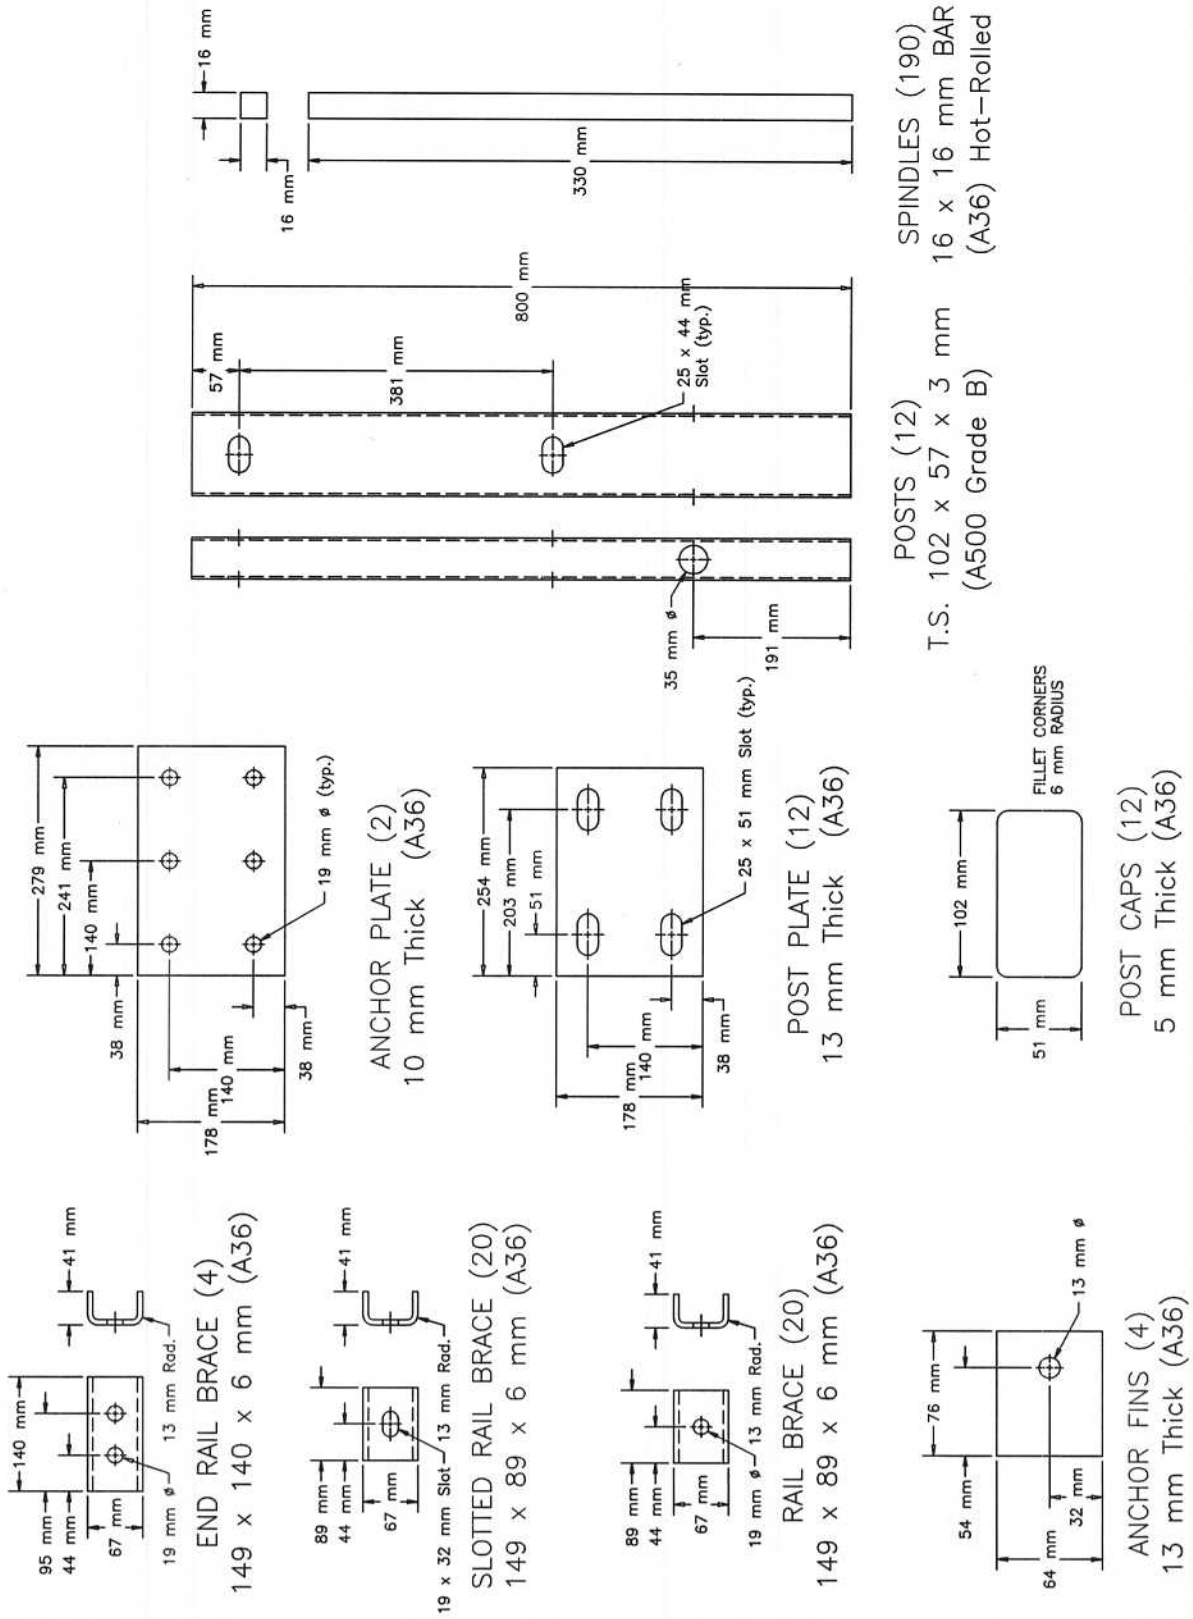 140 mm
95 mm
44 mm
67 mm
19 mm ø
13 mm Rad.
41 mm
END RAIL BRACE (4)
149 x 140 x 6 mm (A36)
89 mm
44 mm
67 mm
19 x 32 mm Slot
13 mm Rad.
41 mm
SLOTTED RAIL BRACE (20)
149 x 89 x 6 mm (A36)
89 mm
44 mm
67 mm
19 mm ø
13 mm Rad.
41 mm
RAIL BRACE (20)
149 x 89 x 6 mm (A36)
76 mm
54 mm
64 mm
32 mm
13 mm ø
ANCHOR FINS (4)
13 mm Thick (A36)
279 mm
241 mm
140 mm
38 mm
178 mm
140 mm
38 mm
19 mm ø (typ.)
ANCHOR PLATE (2)
10 mm Thick (A36)
254 mm
203 mm
51 mm
178 mm
140 mm
38 mm
25 x 51 mm Slot (typ.)
POST PLATE (12)
13 mm Thick (A36)
102 mm
51 mm
FILLET CORNERS
6 mm RADIUS
POST CAPS (12)
5 mm Thick (A36)
35 mm ø
191 mm
57 mm
381 mm
800 mm
25 x 44 mm
Slot (typ.)
POSTS (12)
T.S. 102 x 57 x 3 mm
(A500 Grade B)
16 mm
16 mm
330 mm
SPINDLES (190)
16 x 16 mm BAR
(A36) Hot-Rolled